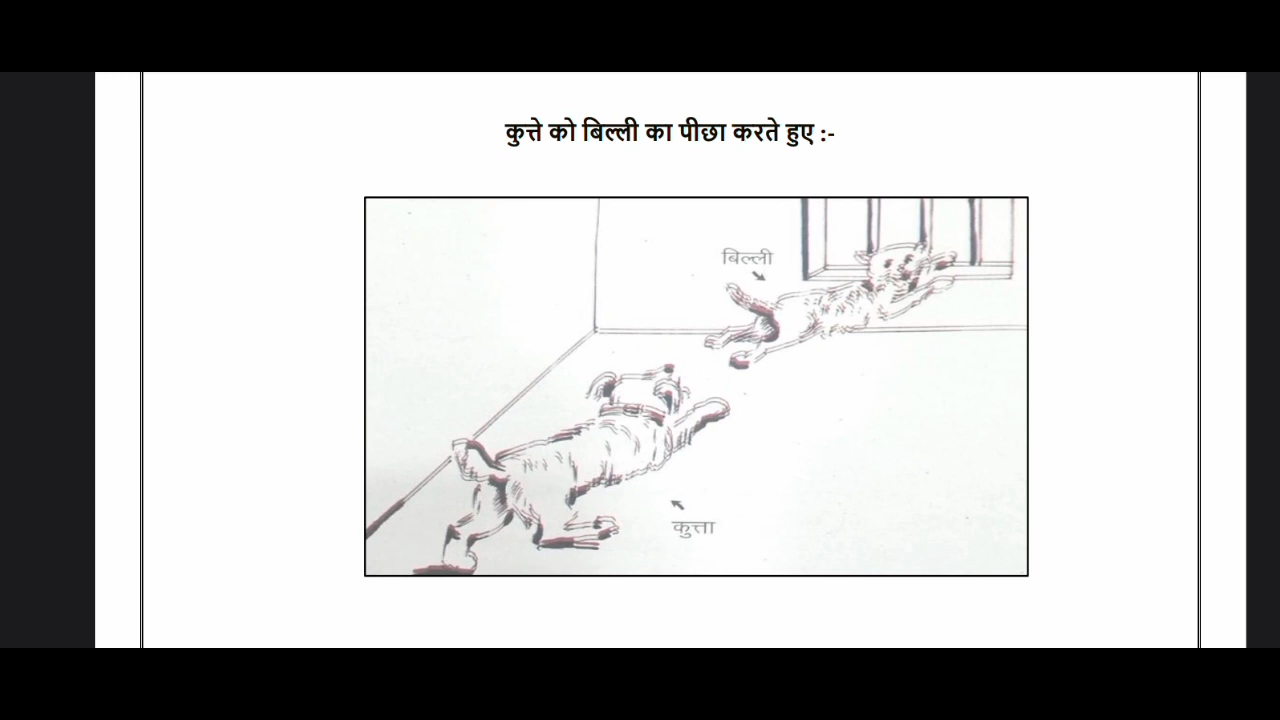 कुत्ते को बिल्ली का पीछा करते हुए :-
बिल्ली
कुत्ता